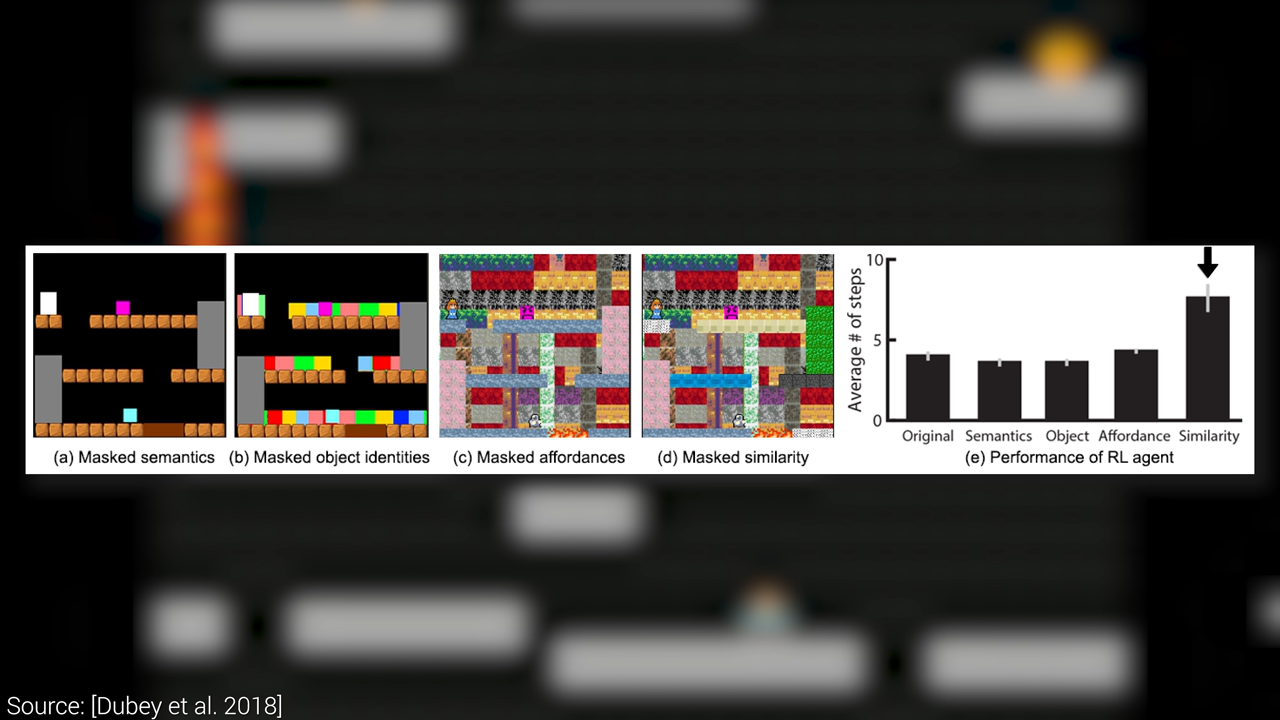 (a) Masked semantics
(b) Masked object identities
(c) Masked affordances
(d) Masked similarity
Average # of steps
10
5
0
Original Semantics Object Affordance Similarity
(e) Performance of RL agent
Source: [Dubey et al. 2018]